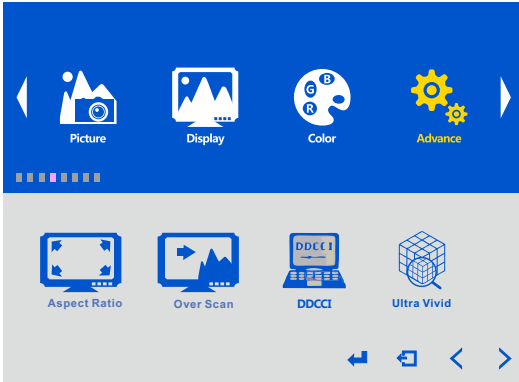 B
G
R
Picture
Display
Color
Advance
DDCCI
Aspect Ratio
Over Scan
DDCCI
Ultra Vivid